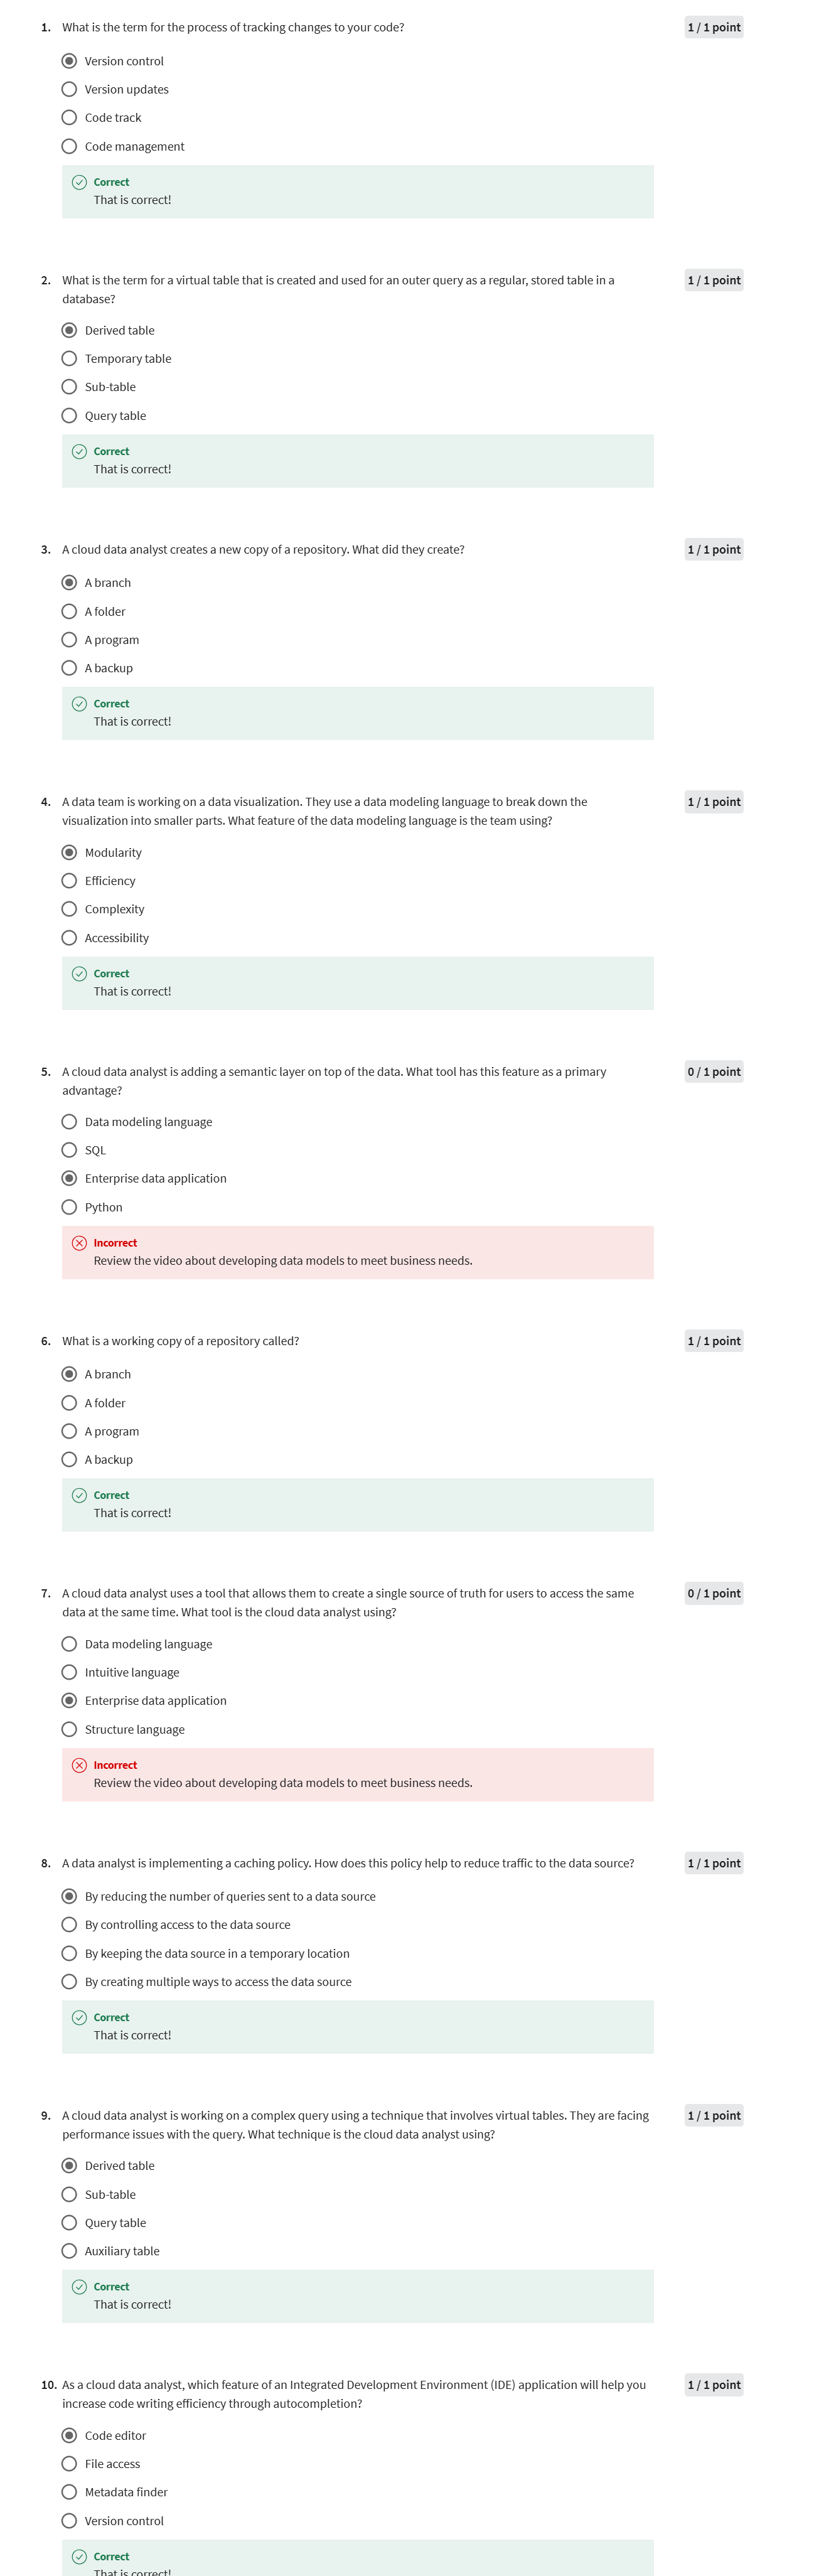 1. What is the term for the process of tracking changes to your code?
1 / 1 point
Version control
Version updates
Code track
Code management
Correct
That is correct!
2. What is the term for a virtual table that is created and used for an outer query as a regular, stored table in a
database?
1 / 1 point
Derived table
Temporary table
Sub-table
Query table
Correct
That is correct!
3. A cloud data analyst creates a new copy of a repository. What did they create?
1 / 1 point
A branch
A folder
A program
A backup
Correct
That is correct!
4. A data team is working on a data visualization. They use a data modeling language to break down the
visualization into smaller parts. What feature of the data modeling language is the team using?
1 / 1 point
Modularity
Efficiency
Complexity
Accessibility
Correct
That is correct!
5. A cloud data analyst is adding a semantic layer on top of the data. What tool has this feature as a primary
advantage?
0 / 1 point
Data modeling language
SQL
Enterprise data application
Python
Incorrect
Review the video about developing data models to meet business needs.
6. What is a working copy of a repository called?
1 / 1 point
A branch
A folder
A program
A backup
Correct
That is correct!
7. A cloud data analyst uses a tool that allows them to create a single source of truth for users to access the same
data at the same time. What tool is the cloud data analyst using?
0 / 1 point
Data modeling language
Intuitive language
Enterprise data application
Structure language
Incorrect
Review the video about developing data models to meet business needs.
8. A data analyst is implementing a caching policy. How does this policy help to reduce traffic to the data source?
1 / 1 point
By reducing the number of queries sent to a data source
By controlling access to the data source
By keeping the data source in a temporary location
By creating multiple ways to access the data source
Correct
That is correct!
9. A cloud data analyst is working on a complex query using a technique that involves virtual tables. They are facing
performance issues with the query. What technique is the cloud data analyst using?
1 / 1 point
Derived table
Sub-table
Query table
Auxiliary table
Correct
That is correct!
10. As a cloud data analyst, which feature of an Integrated Development Environment (IDE) application will help you
increase code writing efficiency through autocompletion?
1 / 1 point
Code editor
File access
Metadata finder
Version control
Correct
That is correct!